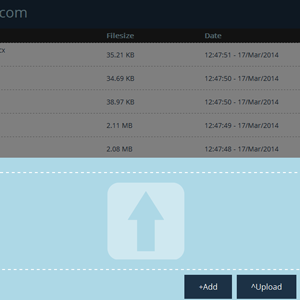 com
Filesize Date
cx 35.21 KB 12:47:51 - 17/Mar/2014
34.69 KB 12:47:50 - 17/Mar/2014
38.97 KB 12:47:50 - 17/Mar/2014
2.11 MB 12:47:49 - 17/Mar/2014
2.08 MB 12:47:48 - 17/Mar/2014
+Add ^Upload